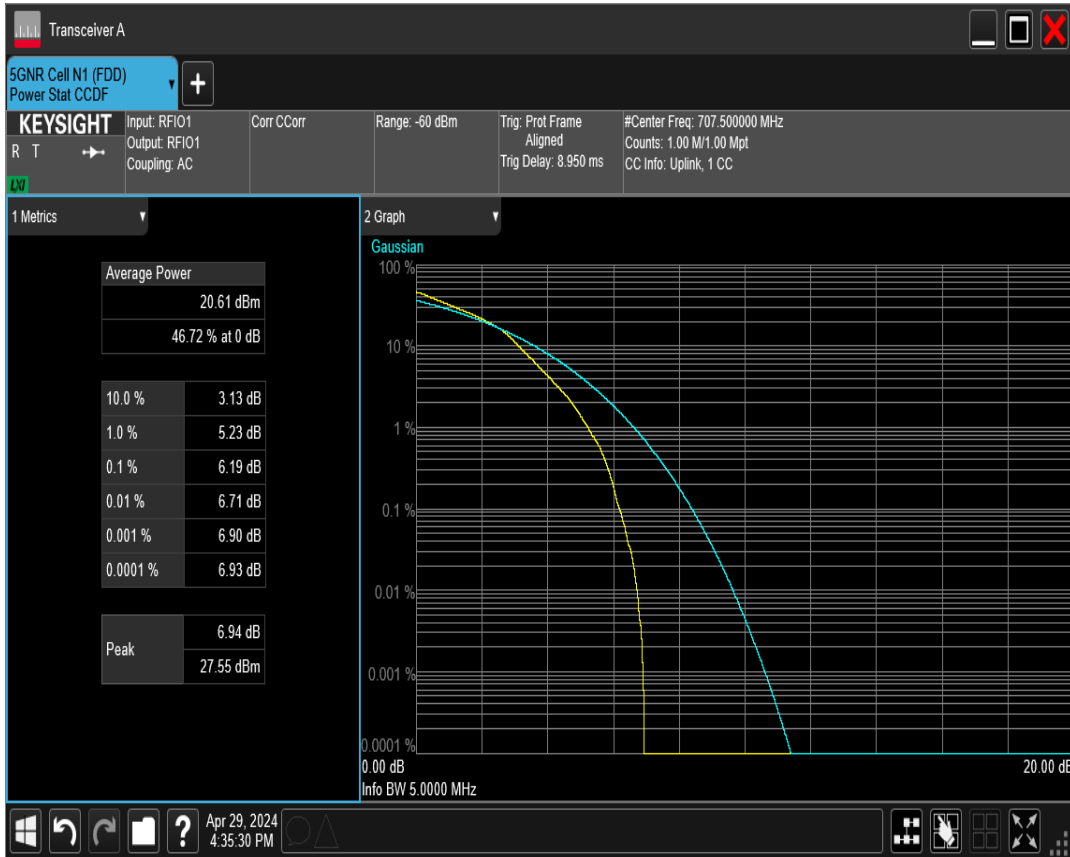 Transceiver A
5GNR Cell N1 (FDD)
Power Stat CCDF
+
KEYSIGHT
R T
LXI
Input: RFIO1
Output: RFIO1
Coupling: AC
Corr CCorr
Range: -60 dBm
Trig: Prot Frame
Aligned
Trig Delay: 8.950 ms
#Center Freq: 707.500000 MHz
Counts: 1.00 M/1.00 Mpt
CC Info: Uplink, 1 CC
1 Metrics
Average Power
20.61 dBm
46.72 % at 0 dB
10.0 % 3.13 dB
1.0 % 5.23 dB
0.1 % 6.19 dB
0.01 % 6.71 dB
0.001 % 6.90 dB
0.0001 % 6.93 dB
Peak
6.94 dB
27.55 dBm
2 Graph
Gaussian
100 %
10 %
1 %
0.1 %
0.01 %
0.001 %
0.0001 %
0.00 dB 20.00 dB
Info BW 5.0000 MHz
?
Apr 29, 2024
4:35:30 PM